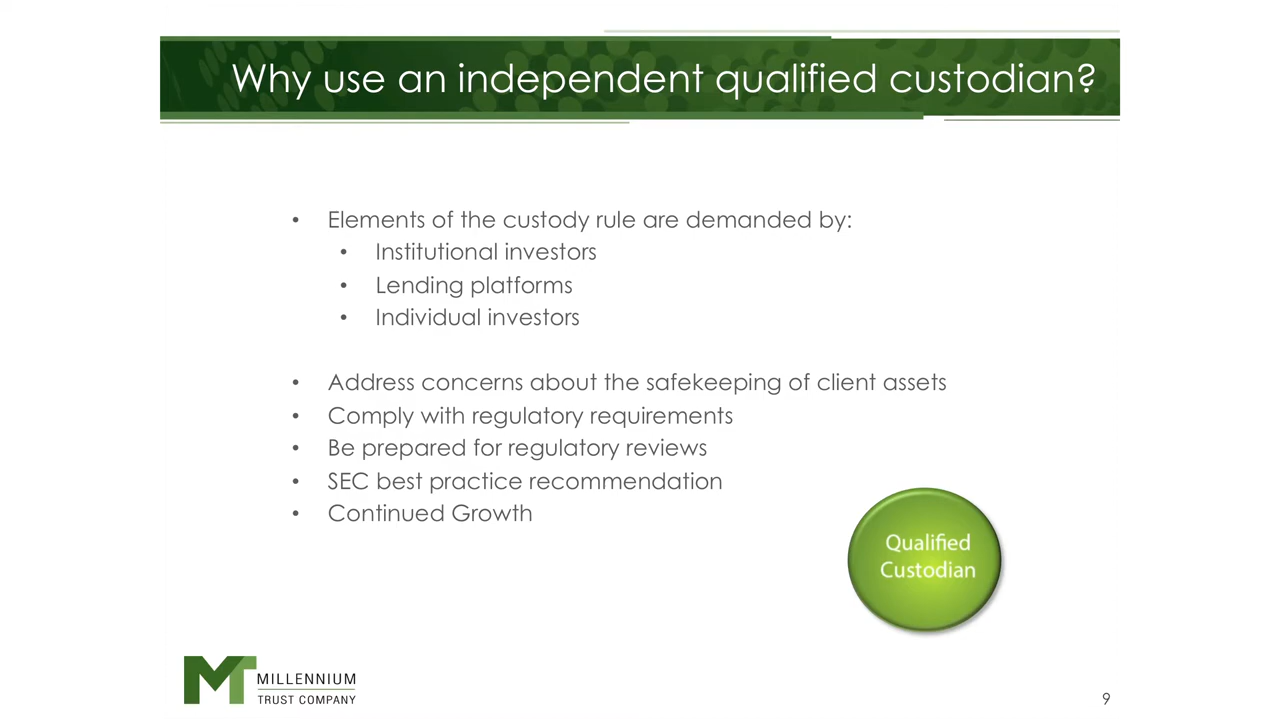 Why use an independent qualified custodian?
• Elements of the custody rule are demanded by:
• Institutional investors
• Lending platforms
• Individual investors
• Address concerns about the safekeeping of client assets
• Comply with regulatory requirements
• Be prepared for regulatory reviews
• SEC best practice recommendation
• Continued Growth
Qualified
Custodian
MT
MILLENNIUM
TRUST COMPANY
9